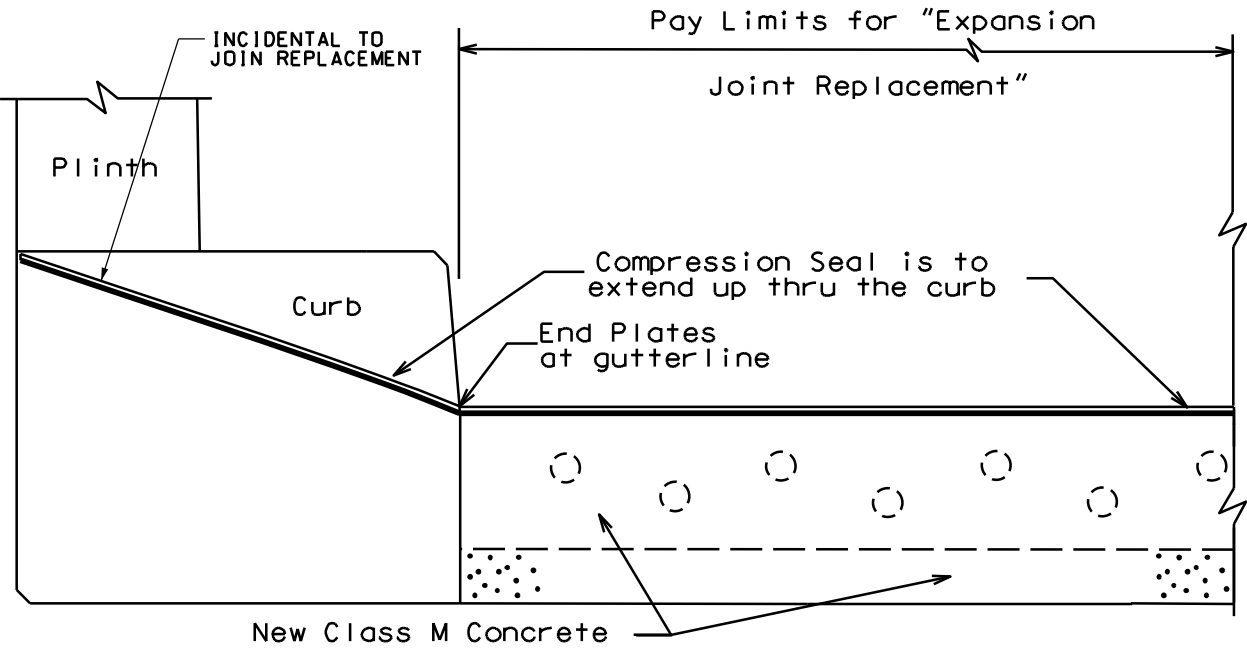 Pay Limits for "Expansion
Joint Replacement"
INCIDENTAL TO
JOIN REPLACEMENT
Plinth
Compression Seal is to
extend up thru the curb
Curb
End Plates
at gutterline
New Class M Concrete